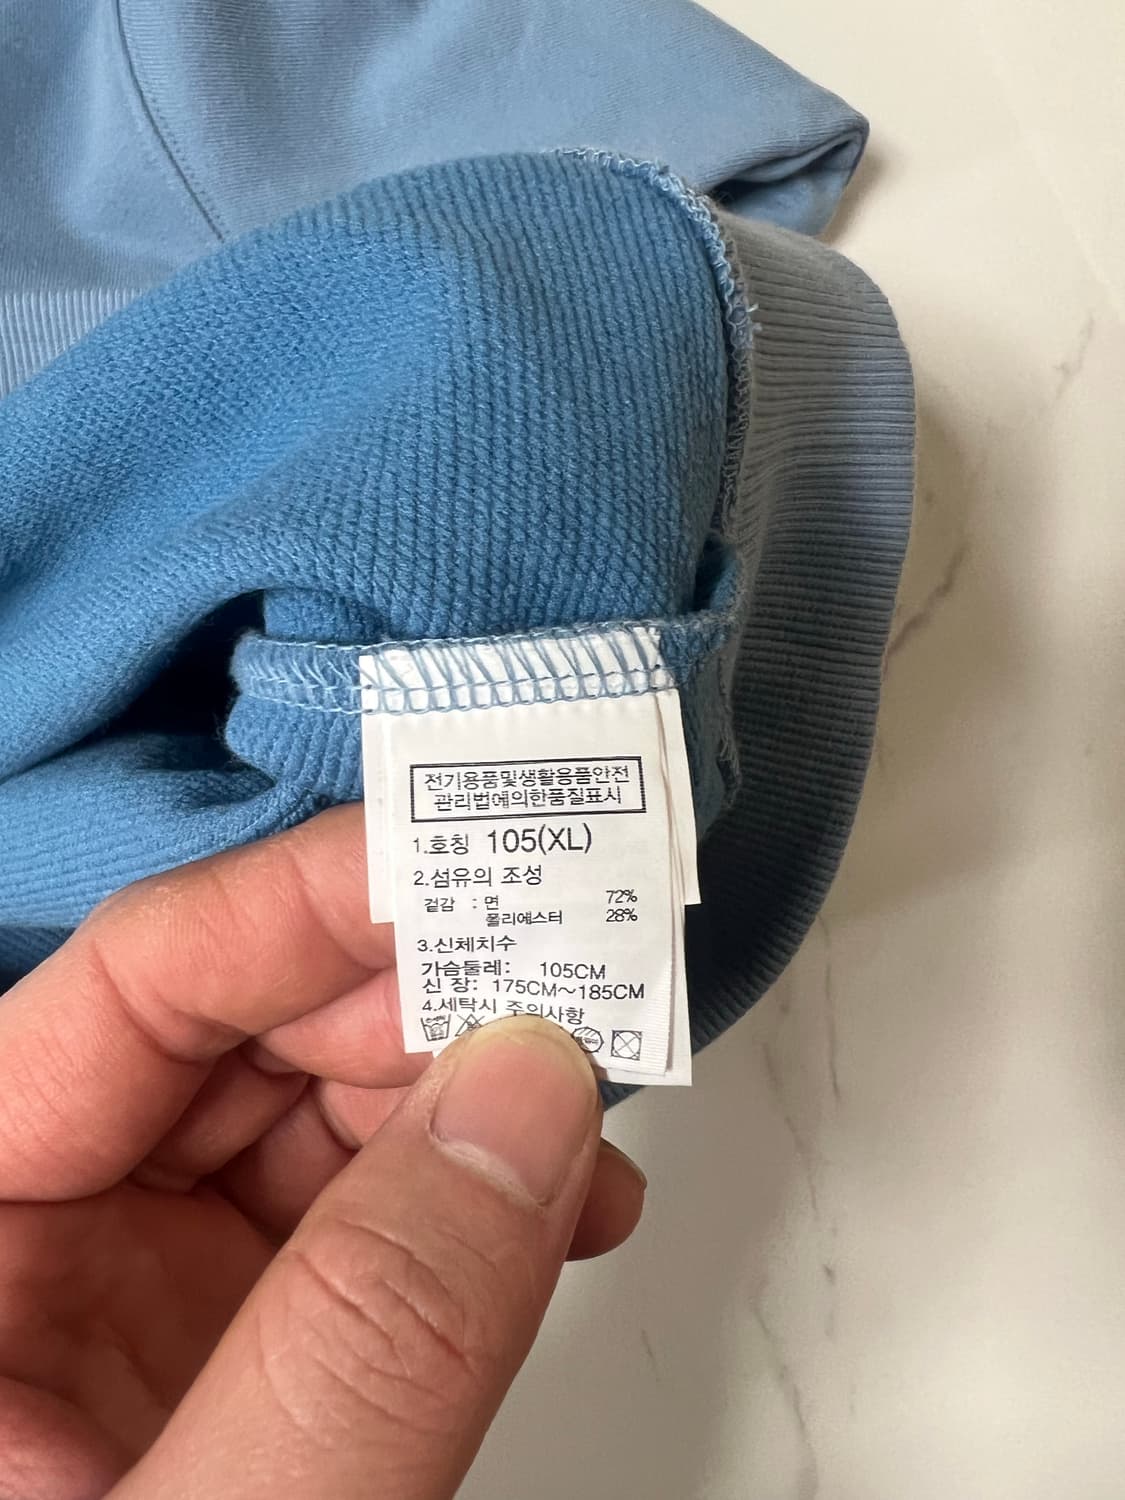 전기용품및생활용품안전
관리법에의한품질표시
1.호칭 105(XL)
2.섬유의 조성
겉감 : 면 72%
폴리에스터 28%
3.신체치수
가슴둘레: 105CM
신 장: 175CM~185CM
4.세탁시 주의사항